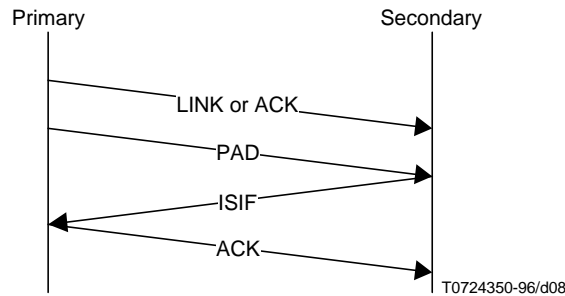 Primary
Secondary
LINK or ACK
PAD
ISIF
ACK
T0724350-96/d08